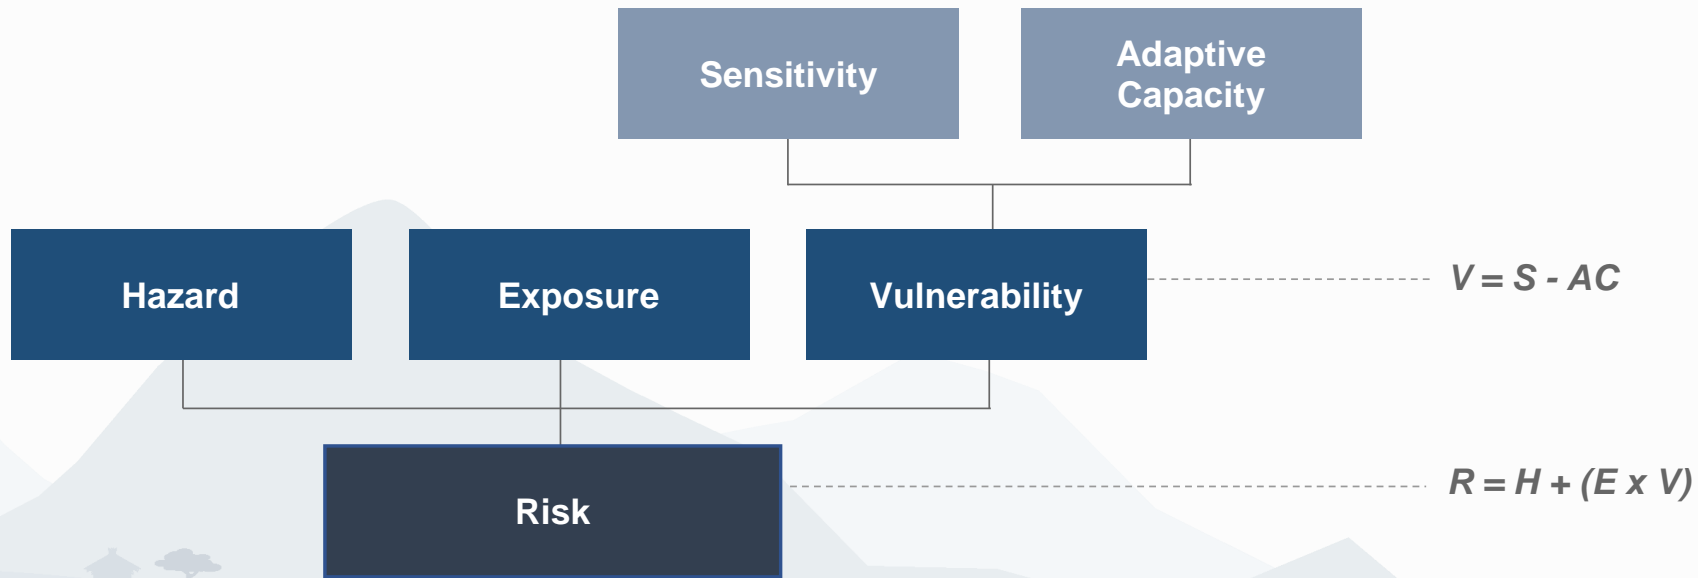 Sensitivity
Adaptive
Capacity
Hazard
Exposure
Vulnerability
V = S - AC
Risk
R = H + (E x V)